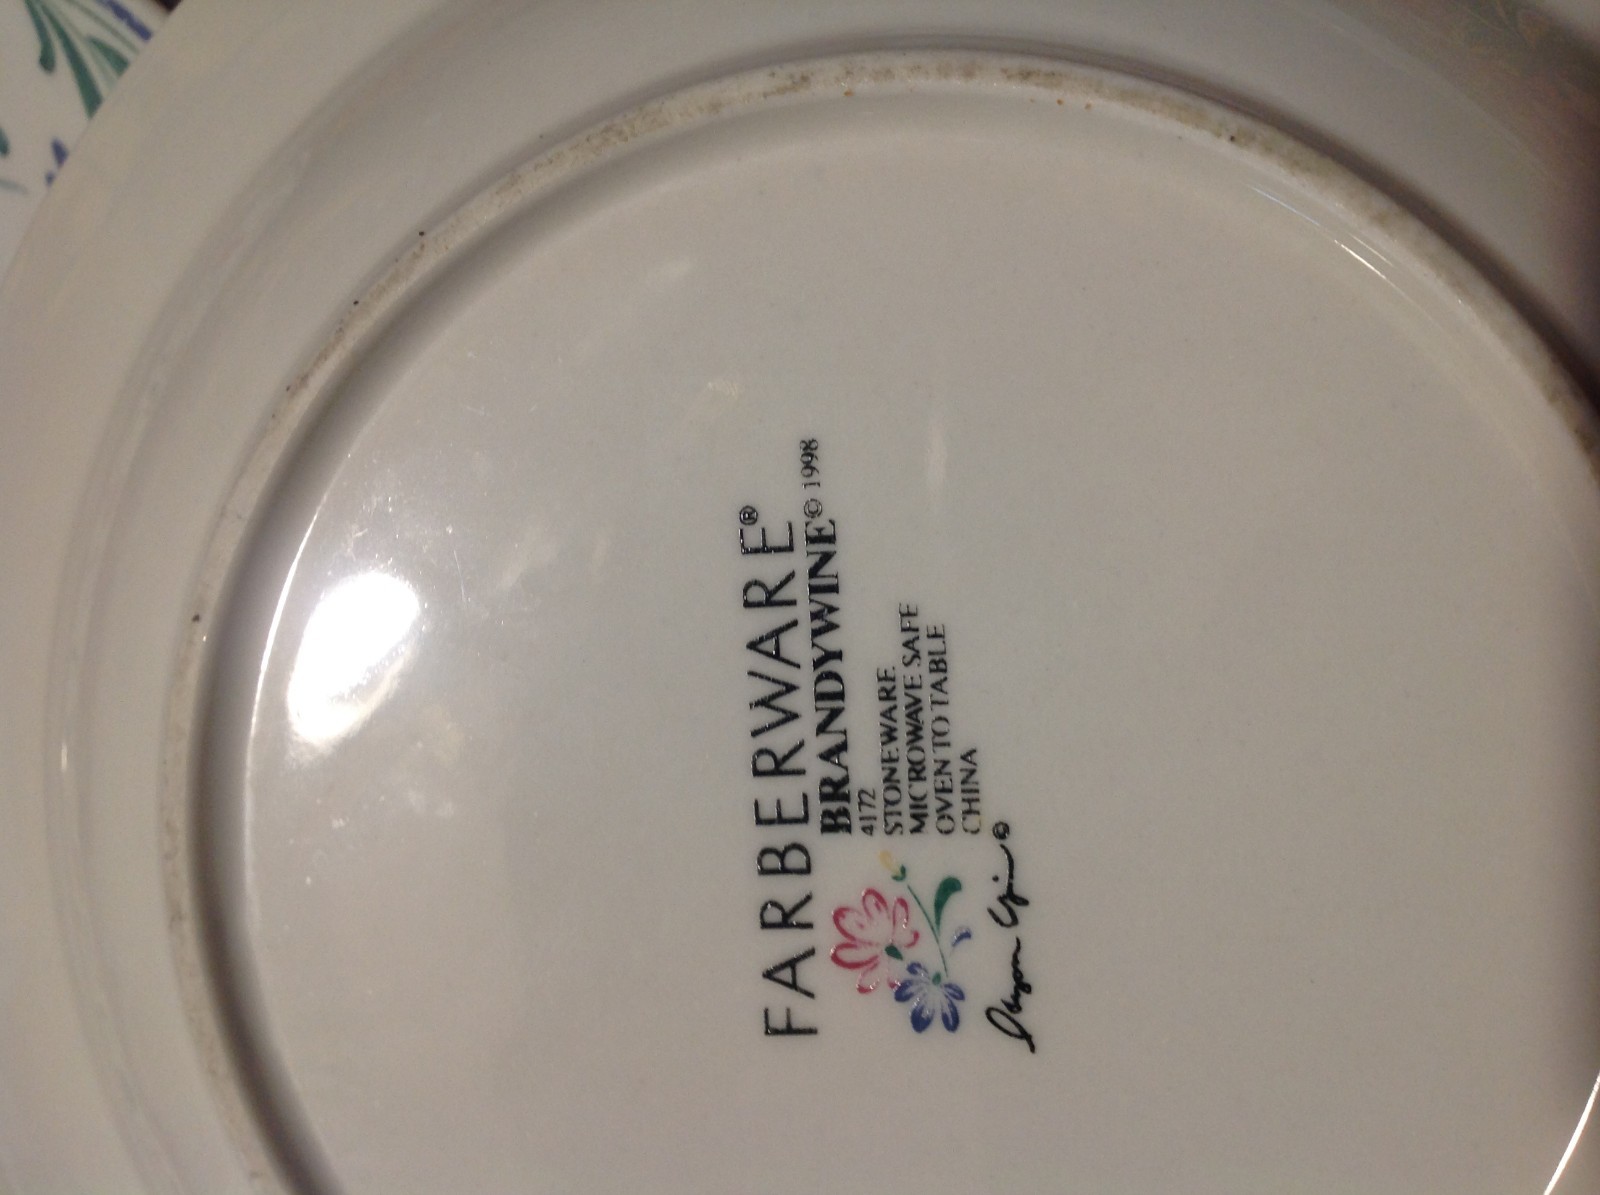 FARBERWARE®
BRANDYWINE© 1998
4172
STONEWARE
MICROWAVE SAFE
OVEN TO TABLE
CHINA
©